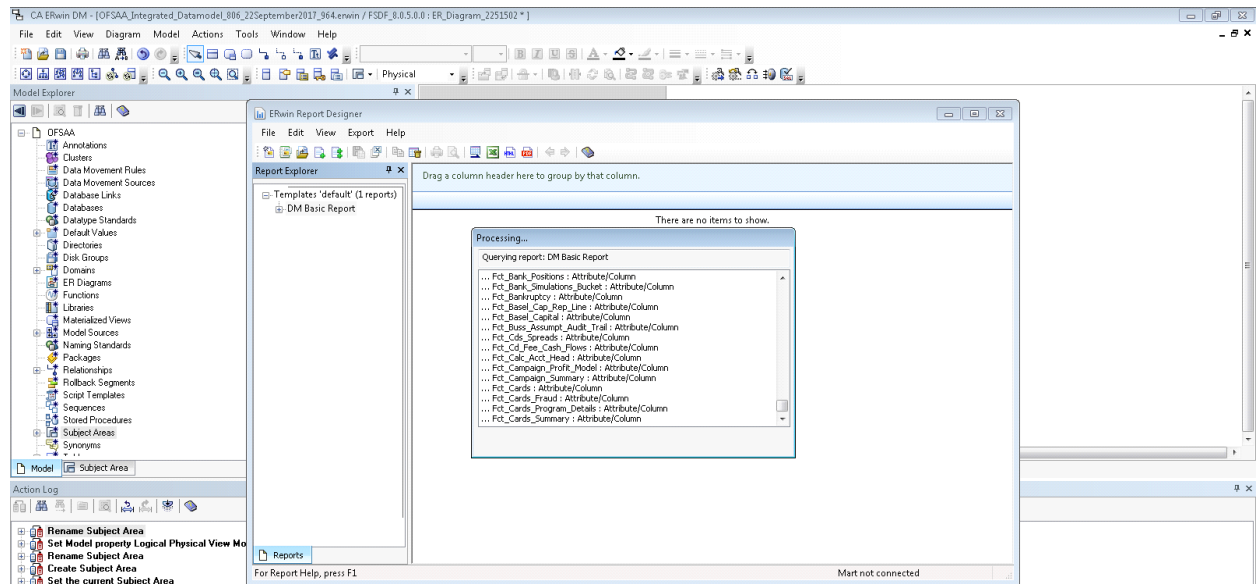 CA ERwin DM - [OFSAA_Integrated_Datamodel_806_22September2017_964.erwin / FSDF_8.0.5.0.0 : ER_Diagram_2251502 * ]
File Edit View Diagram Model Actions Tools Window Help
Physical
Model Explorer
OFSAA
Annotations
Clusters
Data Movement Rules
Data Movement Sources
Database Links
Databases
Datatype Standards
Default Values
Directories
Disk Groups
Domains
ER Diagrams
Functions
Libraries
Materialized Views
Model Sources
Naming Standards
Packages
Relationships
Rollback Segments
Script Templates
Sequences
Stored Procedures
Subject Areas
Synonyms
Model Subject Area
ERwin Report Designer
File Edit View Export Help
Report Explorer
Templates 'default' (1 reports)
DM Basic Report
Reports
Drag a column header here to group by that column.
There are no items to show.
Processing...
Querying report: DM Basic Report
... Fct_Bank_Positions : Attribute/Column
... Fct_Bank_Simulations_Bucket : Attribute/Column
... Fct_Bankruptcy : Attribute/Column
... Fct_Basel_Cap_Rep_Line : Attribute/Column
... Fct_Basel_Capital : Attribute/Column
... Fct_Buss_Assumpt_Audit_Trail : Attribute/Column
... Fct_Cds_Spreads : Attribute/Column
... Fct_Cd_Fee_Cash_Flows : Attribute/Column
... Fct_Calc_Acct_Head : Attribute/Column
... Fct_Campaign_Profit_Model : Attribute/Column
... Fct_Campaign_Summary : Attribute/Column
... Fct_Cards : Attribute/Column
... Fct_Cards_Fraud : Attribute/Column
... Fct_Cards_Program_Details : Attribute/Column
... Fct_Cards_Summary : Attribute/Column
For Report Help, press F1
Mart not connected
Action Log
Rename Subject Area
Set Model property Logical Physical View Mo
Rename Subject Area
Create Subject Area
Set the current Subject Area